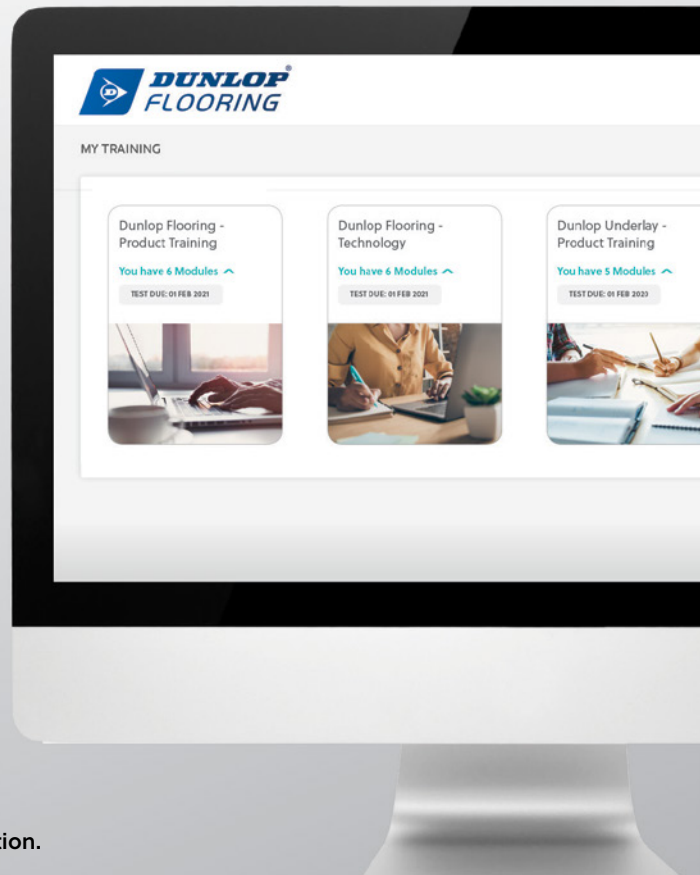 DUNLOP
FLOORING
MY TRAINING
Dunlop Flooring -
Product Training
You have 6 Modules
TEST DUE: 01 FEB 2021
Dunlop Flooring -
Technology
You have 6 Modules
TEST DUE: 01 FEB 2021
Dunlop Underlay -
Product Training
You have 5 Modules
TEST DUE: 01 FEB 2023
tion.